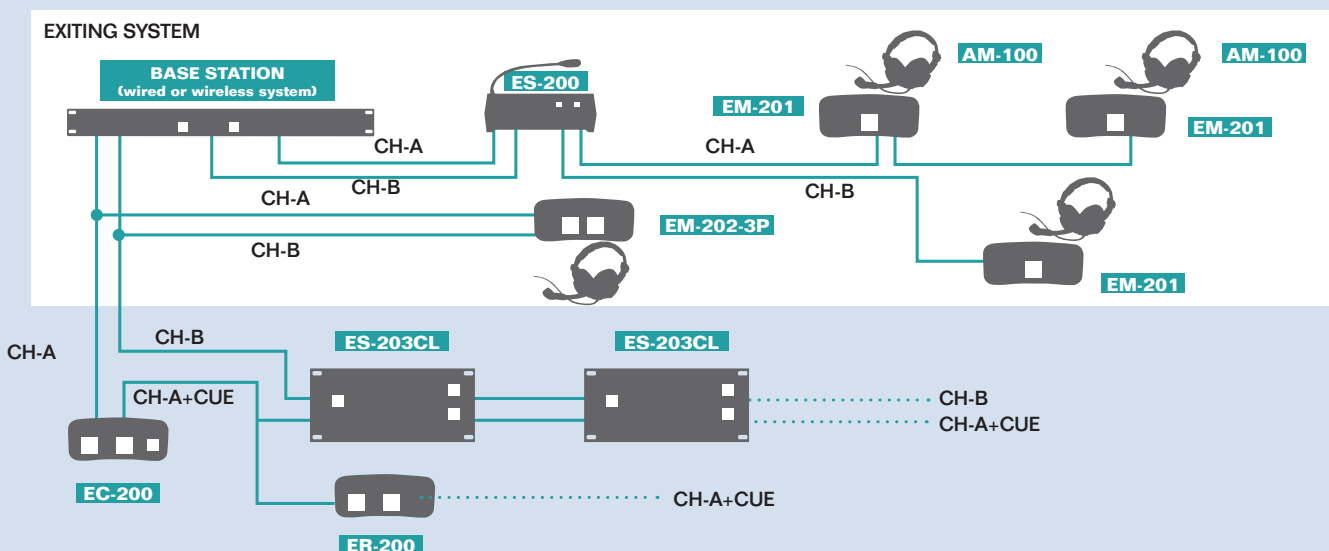 EXITING SYSTEM
BASE STATION
(wired or wireless system)
ES-200
AM-100
AM-100
EM-201
EM-201
CH-A
CH-A
CH-B
CH-B
CH-A
EM-202-3P
CH-B
EM-201
CH-A
CH-B
ES-203CL
ES-203CL
CH-A+CUE
CH-B
CH-A+CUE
EC-200
CH-A+CUE
ER-200